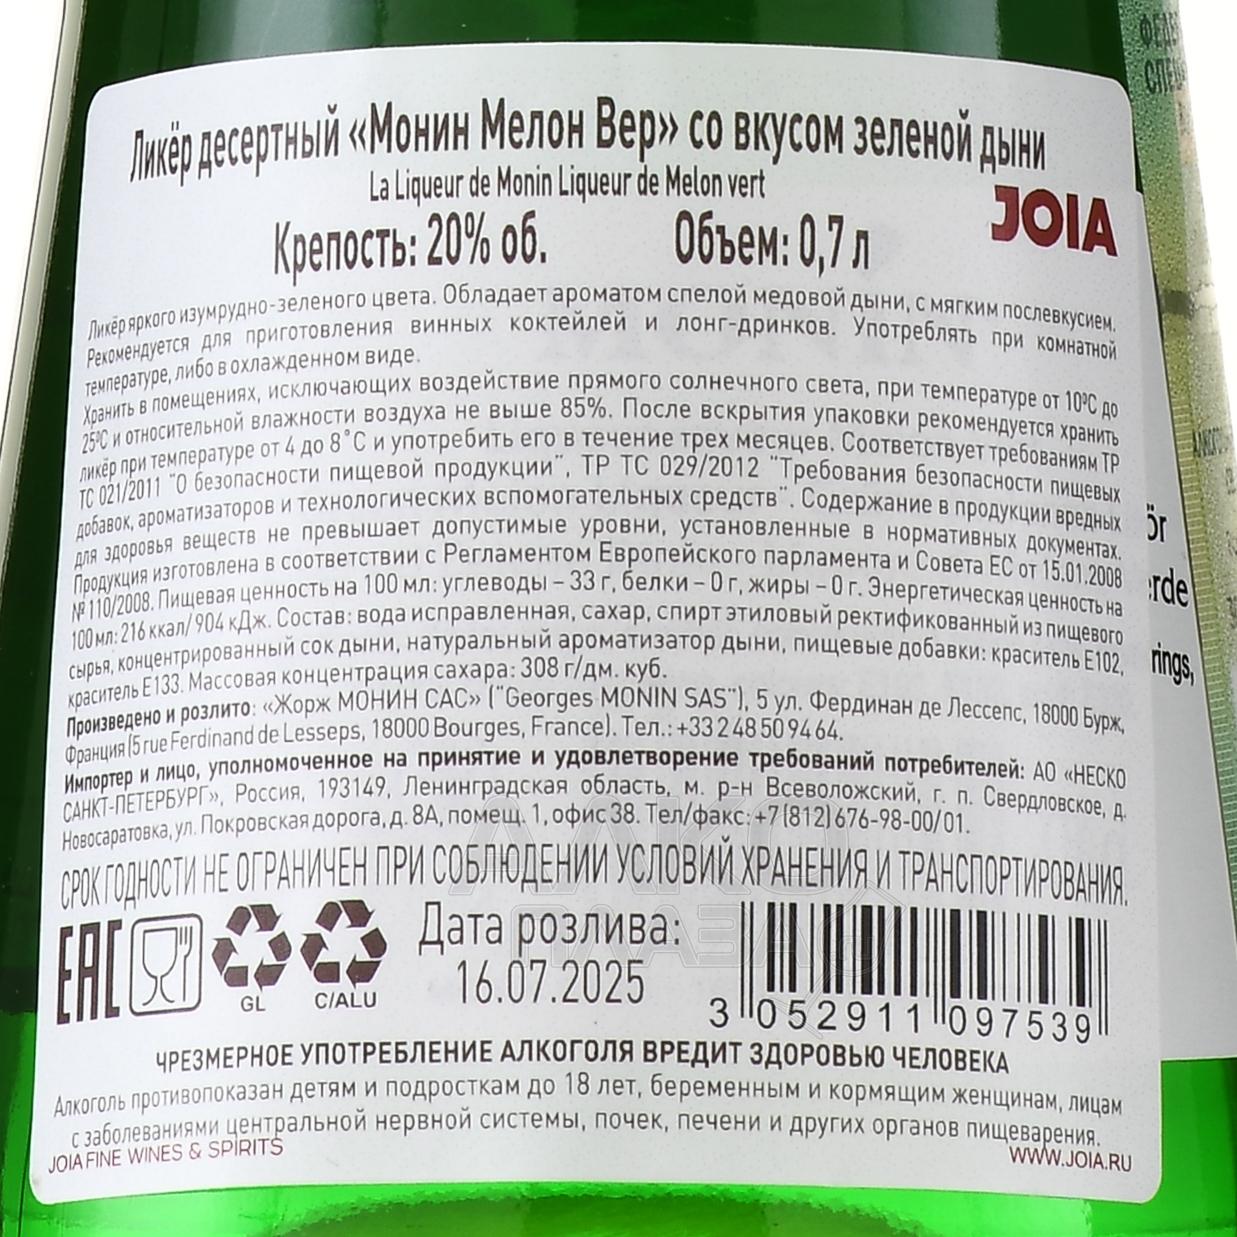 Ликёр десертный «Монин Мелон Вер» со вкусом зеленой дыни
La Liqueur de Monin Liqueur de Melon vert
JOIA
Крепость: 20% об. Объем: 0,7 л
Ликёр яркого изумрудно-зеленого цвета. Обладает ароматом спелой медовой дыни, с мягким послевкусием.
Рекомендуется для приготовления винных коктейлей и лонг-дринков. Употреблять при комнатной
температуре, либо в охлажденном виде.
Хранить в помещениях, исключающих воздействие прямого солнечного света, при температуре от 10ºС до
25ºС и относительной влажности воздуха не выше 85%. После вскрытия упаковки рекомендуется хранить
ликёр при температуре от 4 до 8˚С и употребить его в течение трех месяцев. Соответствует требованиям ТР
ТС 021/2011 "О безопасности пищевой продукции", ТР ТС 029/2012 "Требования безопасности пищевых
добавок, ароматизаторов и технологических вспомогательных средств". Содержание в продукции вредных
для здоровья веществ не превышает допустимые уровни, установленные в нормативных документах.
Продукция изготовлена в соответствии с Регламентом Европейского парламента и Совета ЕС от 15.01.2008
№110/2008. Пищевая ценность на 100 мл: углеводы – 33 г, белки – 0 г, жиры – 0 г. Энергетическая ценность на
100 мл: 216 ккал/ 904 кДж. Состав: вода исправленная, сахар, спирт этиловый ректификованный из пищевого
сырья, концентрированный сок дыни, натуральный ароматизатор дыни, пищевые добавки: краситель Е102,
краситель Е133. Массовая концентрация сахара: 308 г/дм. куб.
Произведено и розлито: «Жорж МОНИН САС» ("Georges MONIN SAS"), 5 ул. Фердинан де Лессепс, 18000 Бурж,
Франция (5 rue Ferdinand de Lesseps, 18000 Bourges, France). Тел.: +33 2 48 50 94 64.
Импортер и лицо, уполномоченное на принятие и удовлетворение требований потребителей: АО «НЕСКО
САНКТ-ПЕТЕРБУРГ», Россия, 193149, Ленинградская область, м. р-н Всеволожский, г. п. Свердловское, д.
Новосаратовка, ул. Покровская дорога, д. 8А, помещ. 1, офис 38. Тел/факс: +7 (812) 676-98-00/01.
СРОК ГОДНОСТИ НЕ ОГРАНИЧЕН ПРИ СОБЛЮДЕНИИ УСЛОВИЙ ХРАНЕНИЯ И ТРАНСПОРТИРОВАНИЯ.
EAC GL C/ALU
Дата розлива:
16.07.2025
3 052911 097539
ЧРЕЗМЕРНОЕ УПОТРЕБЛЕНИЕ АЛКОГОЛЯ ВРЕДИТ ЗДОРОВЬЮ ЧЕЛОВЕКА
Алкоголь противопоказан детям и подросткам до 18 лет, беременным и кормящим женщинам, лицам
с заболеваниями центральной нервной системы, почек, печени и других органов пищеварения.
JOIA FINE WINES & SPIRITS WWW.JOIA.RU
АЛКО
ПЛАЗА
ör
erde
rings,